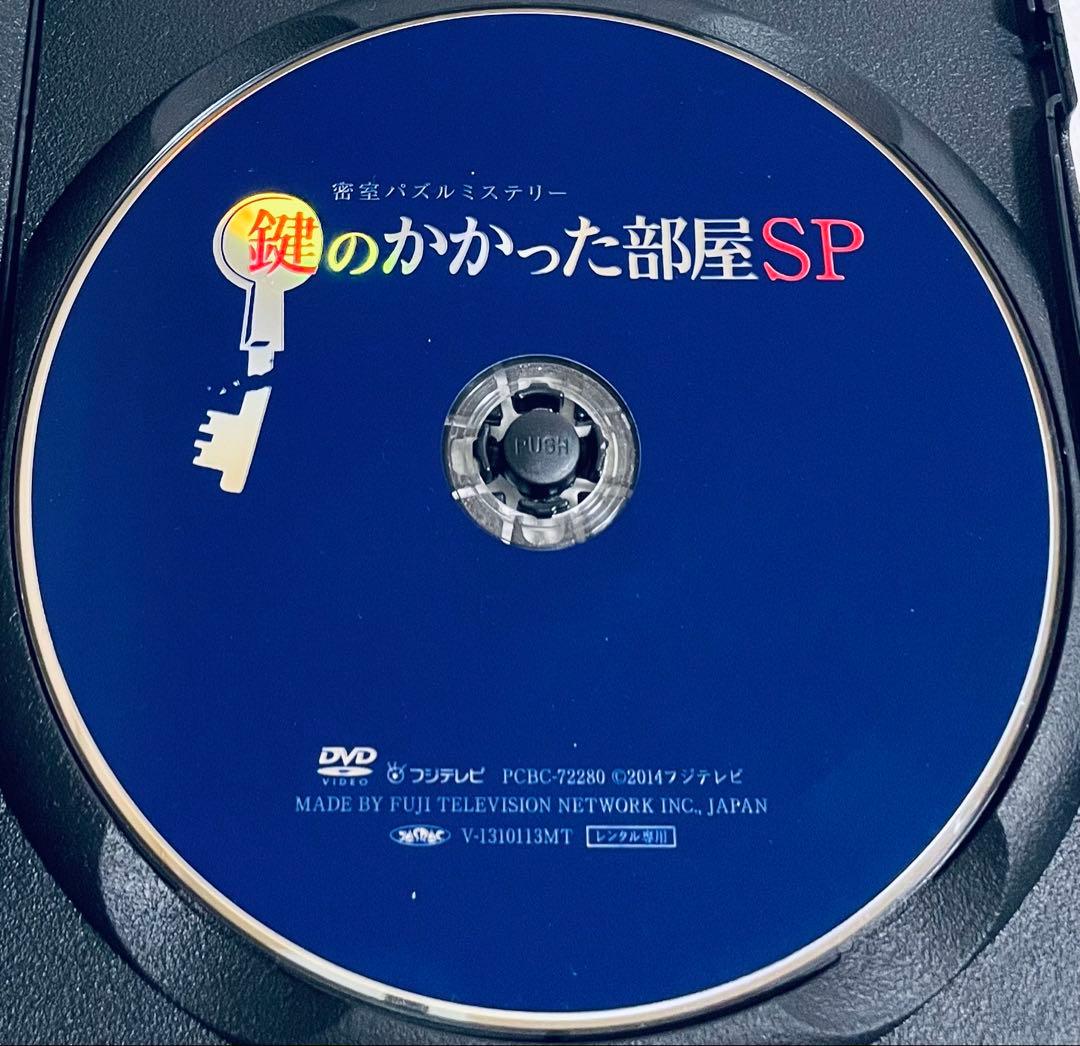 密室パズルミステリー
鍵のかかった部屋SP
PUSH
DVD
VIDEO
フジテレビ PCBC-72280 ©2014フジテレビ
MADE BY FUJI TELEVISION NETWORK INC., JAPAN
JASRAC V-1310113MT レンタル専用